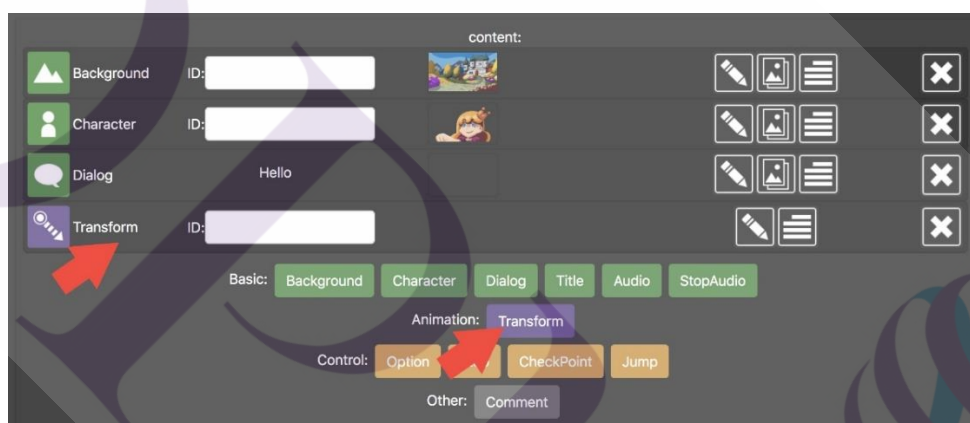 content:
Background ID:
Character ID:
Dialog Hello
Transform ID:
Basic: Background Character Dialog Title Audio StopAudio
Animation: Transform
Control: Option CheckPoint Jump
Other: Comment